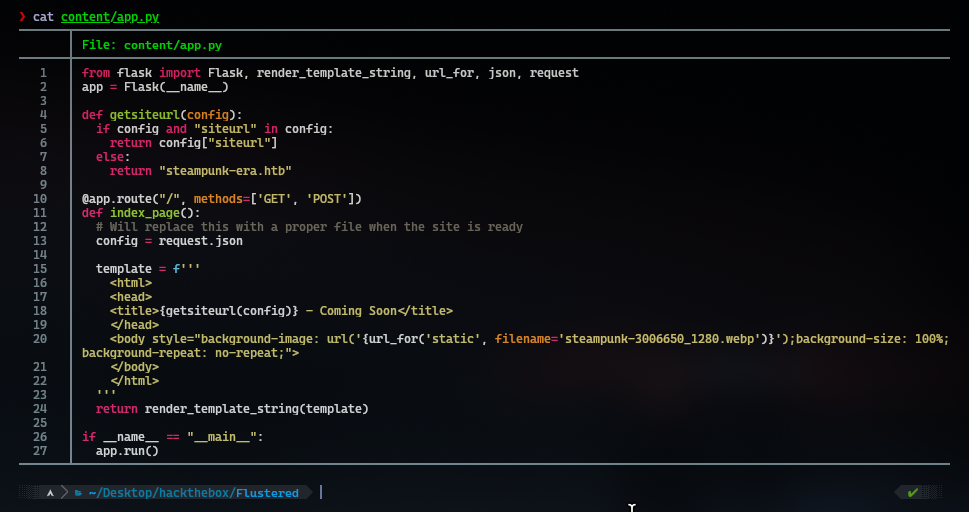 ❯ cat content/app.py
File: content/app.py
1 from flask import Flask, render_template_string, url_for, json, request
2 app = Flask(__name__)
3
4 def getsiteurl(config):
5   if config and "siteurl" in config:
6     return config["siteurl"]
7   else:
8     return "steampunk-era.htb"
9
10 @app.route("/", methods=['GET', 'POST'])
11 def index_page():
12   # Will replace this with a proper file when the site is ready
13   config = request.json
14
15   template = f'''
16     <html>
17     <head>
18     <title>{getsiteurl(config)} - Coming Soon</title>
19     </head>
20     <body style="background-image: url('{url_for('static', filename='steampunk-3006650_1280.webp')}');background-size: 100%;
background-repeat: no-repeat;">
21     </body>
22     </html>
23   '''
24   return render_template_string(template)
25
26 if __name__ == "__main__":
27   app.run()
~/Desktop/hackthebox/Flustered ✔